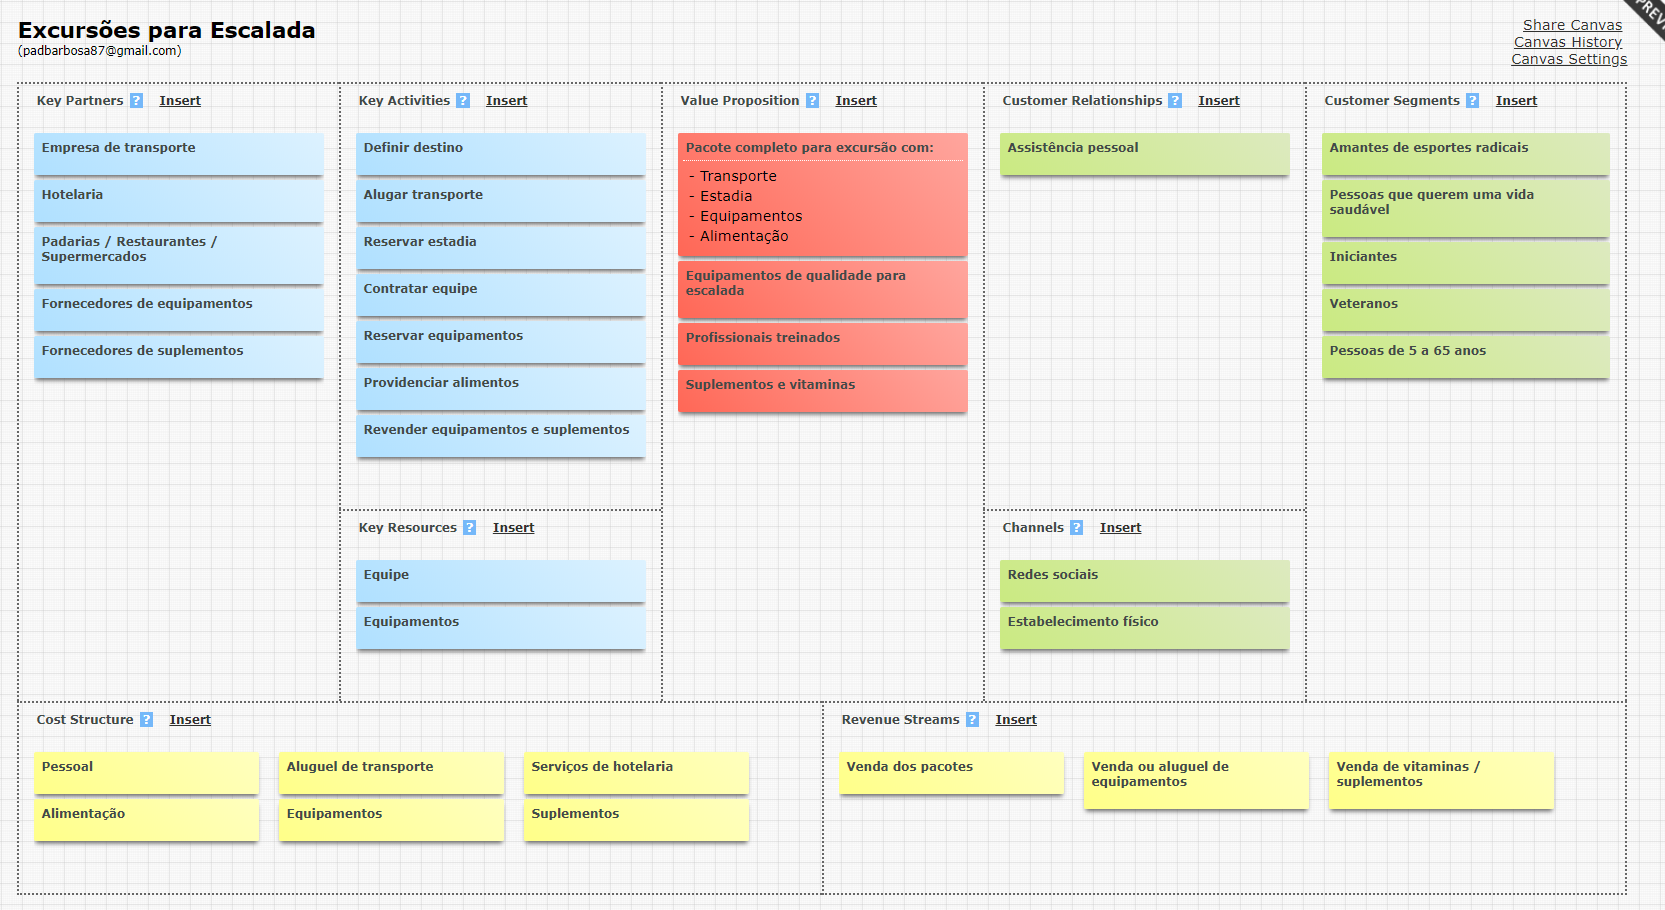 Excursões para Escalada
(padbarbosa87@gmail.com)
PREV
Share Canvas
Canvas History
Canvas Settings
Key Partners ? Insert
Empresa de transporte
Hotelaria
Padarias / Restaurantes /
Supermercados
Fornecedores de equipamentos
Fornecedores de suplementos
Key Activities ? Insert
Definir destino
Alugar transporte
Reservar estadia
Contratar equipe
Reservar equipamentos
Providenciar alimentos
Revender equipamentos e suplementos
Key Resources ? Insert
Equipe
Equipamentos
Value Proposition ? Insert
Pacote completo para excursão com:
- Transporte
- Estadia
- Equipamentos
- Alimentação
Equipamentos de qualidade para
escalada
Profissionais treinados
Suplementos e vitaminas
Customer Relationships ? Insert
Assistência pessoal
Channels ? Insert
Redes sociais
Estabelecimento físico
Customer Segments ? Insert
Amantes de esportes radicais
Pessoas que querem uma vida
saudável
Iniciantes
Veteranos
Pessoas de 5 a 65 anos
Cost Structure ? Insert
Pessoal
Aluguel de transporte
Serviços de hotelaria
Alimentação
Equipamentos
Suplementos
Revenue Streams ? Insert
Venda dos pacotes
Venda ou aluguel de
equipamentos
Venda de vitaminas /
suplementos